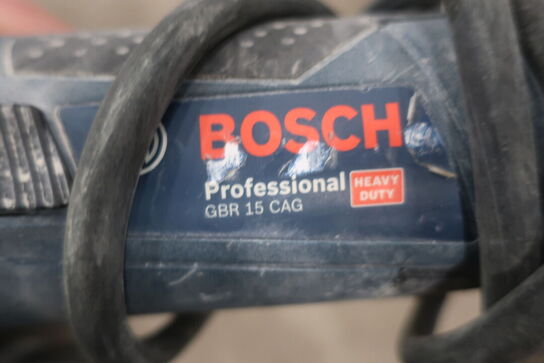 BOSCH
Professional HEAVY DUTY
GBR 15 CAG